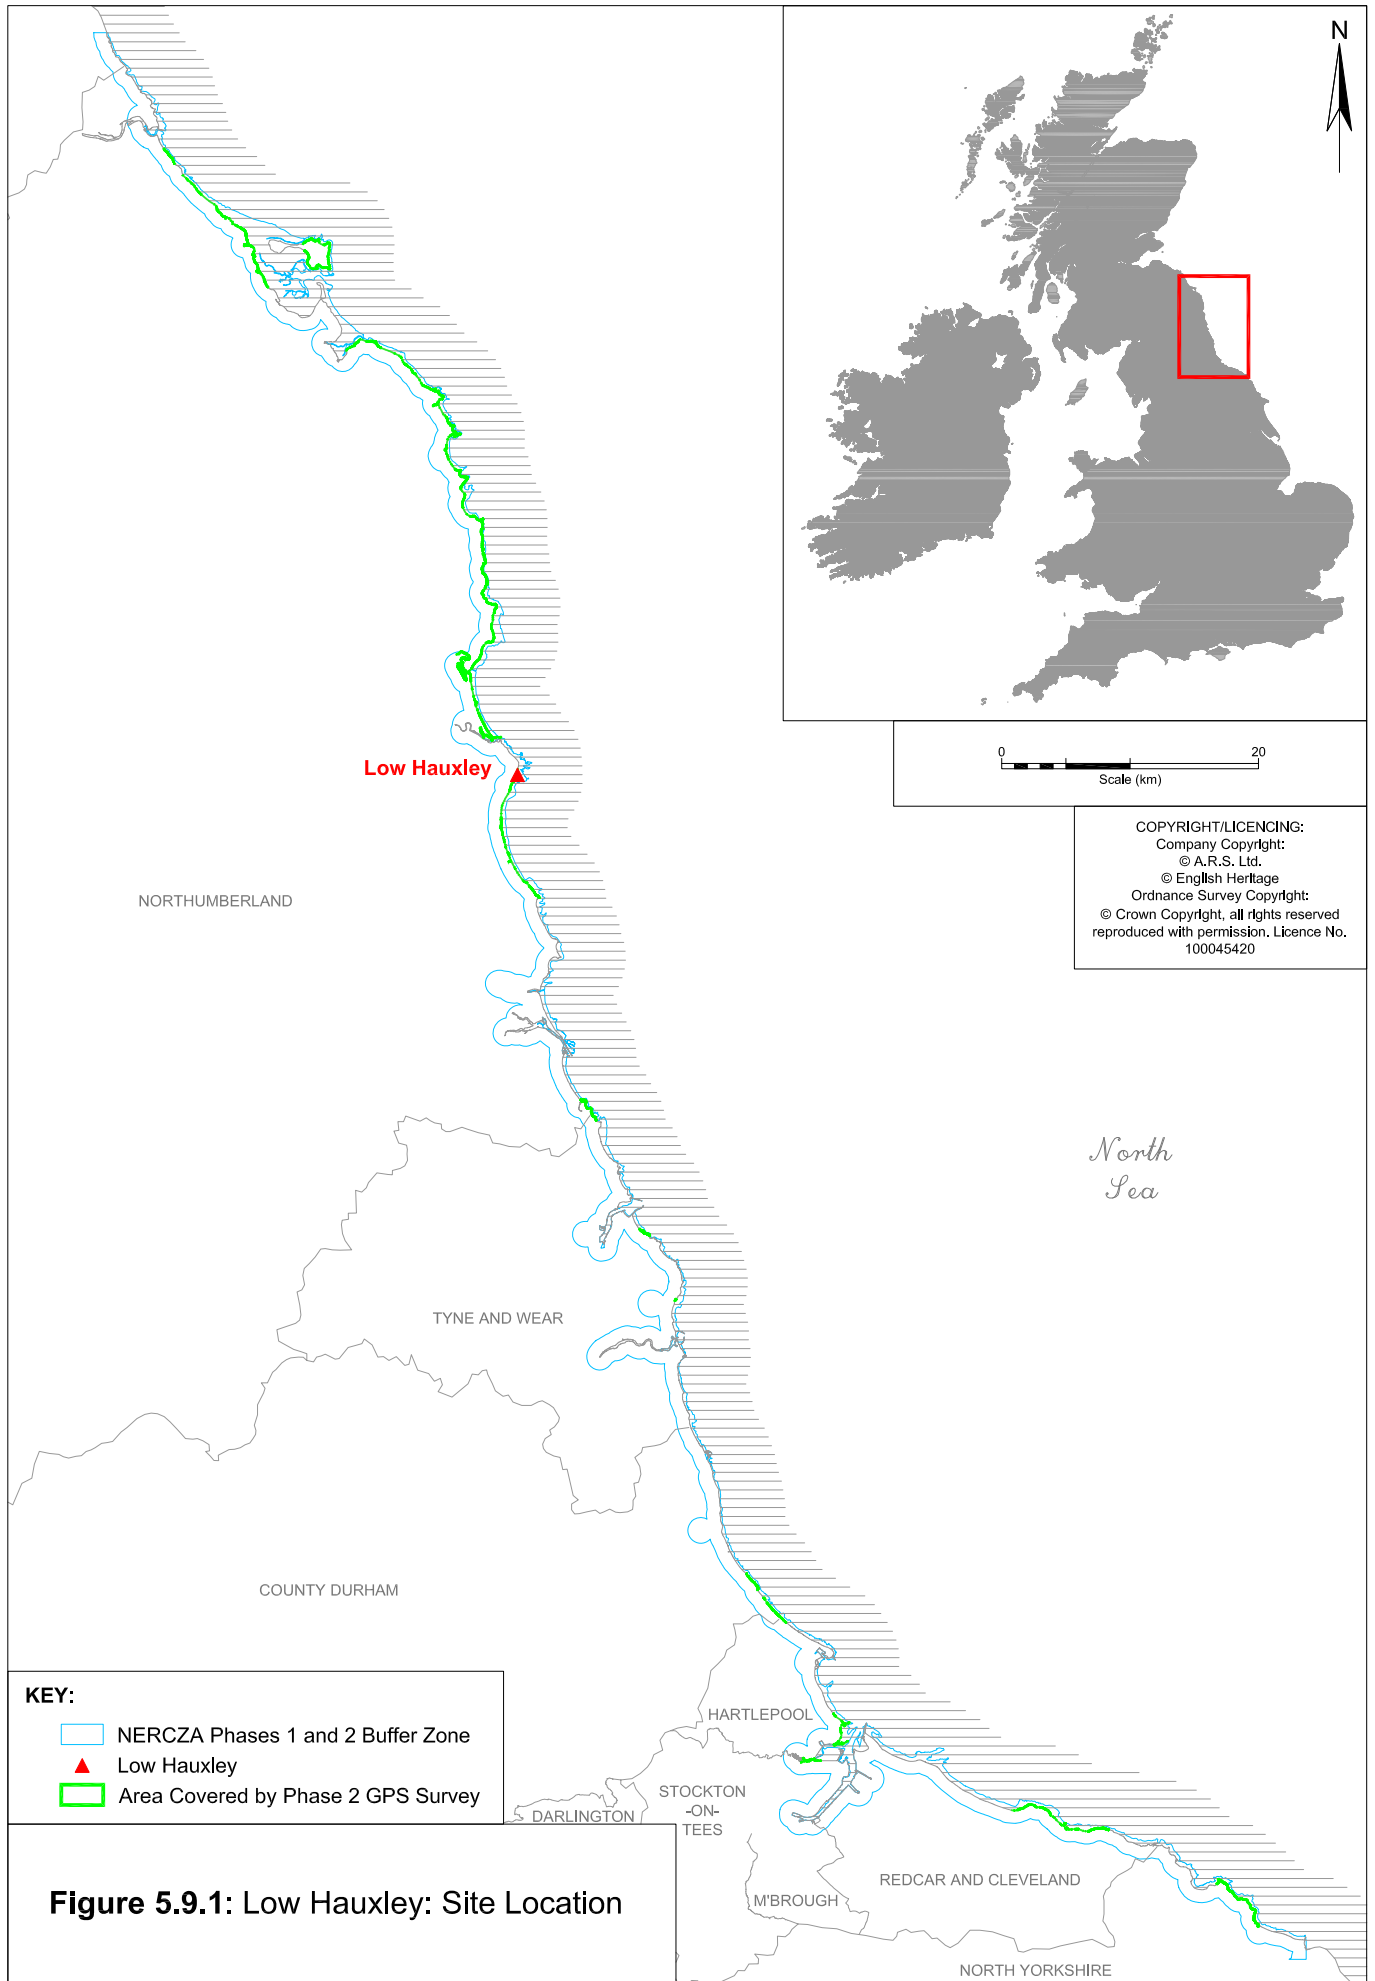 N
0
20
Scale (km)
COPYRIGHT/LICENCING:
Company Copyright:
© A.R.S. Ltd.
© English Heritage
Ordnance Survey Copyright:
© Crown Copyright, all rights reserved
reproduced with permission. Licence No.
100045420
Low Hauxley
NORTHUMBERLAND
North
Sea
TYNE AND WEAR
COUNTY DURHAM
HARTLEPOOL
STOCKTON
-ON-
TEES
DARLINGTON
M'BROUGH
REDCAR AND CLEVELAND
NORTH YORKSHIRE
KEY:
NERCZA Phases 1 and 2 Buffer Zone
Low Hauxley
Area Covered by Phase 2 GPS Survey
Figure 5.9.1: Low Hauxley: Site Location